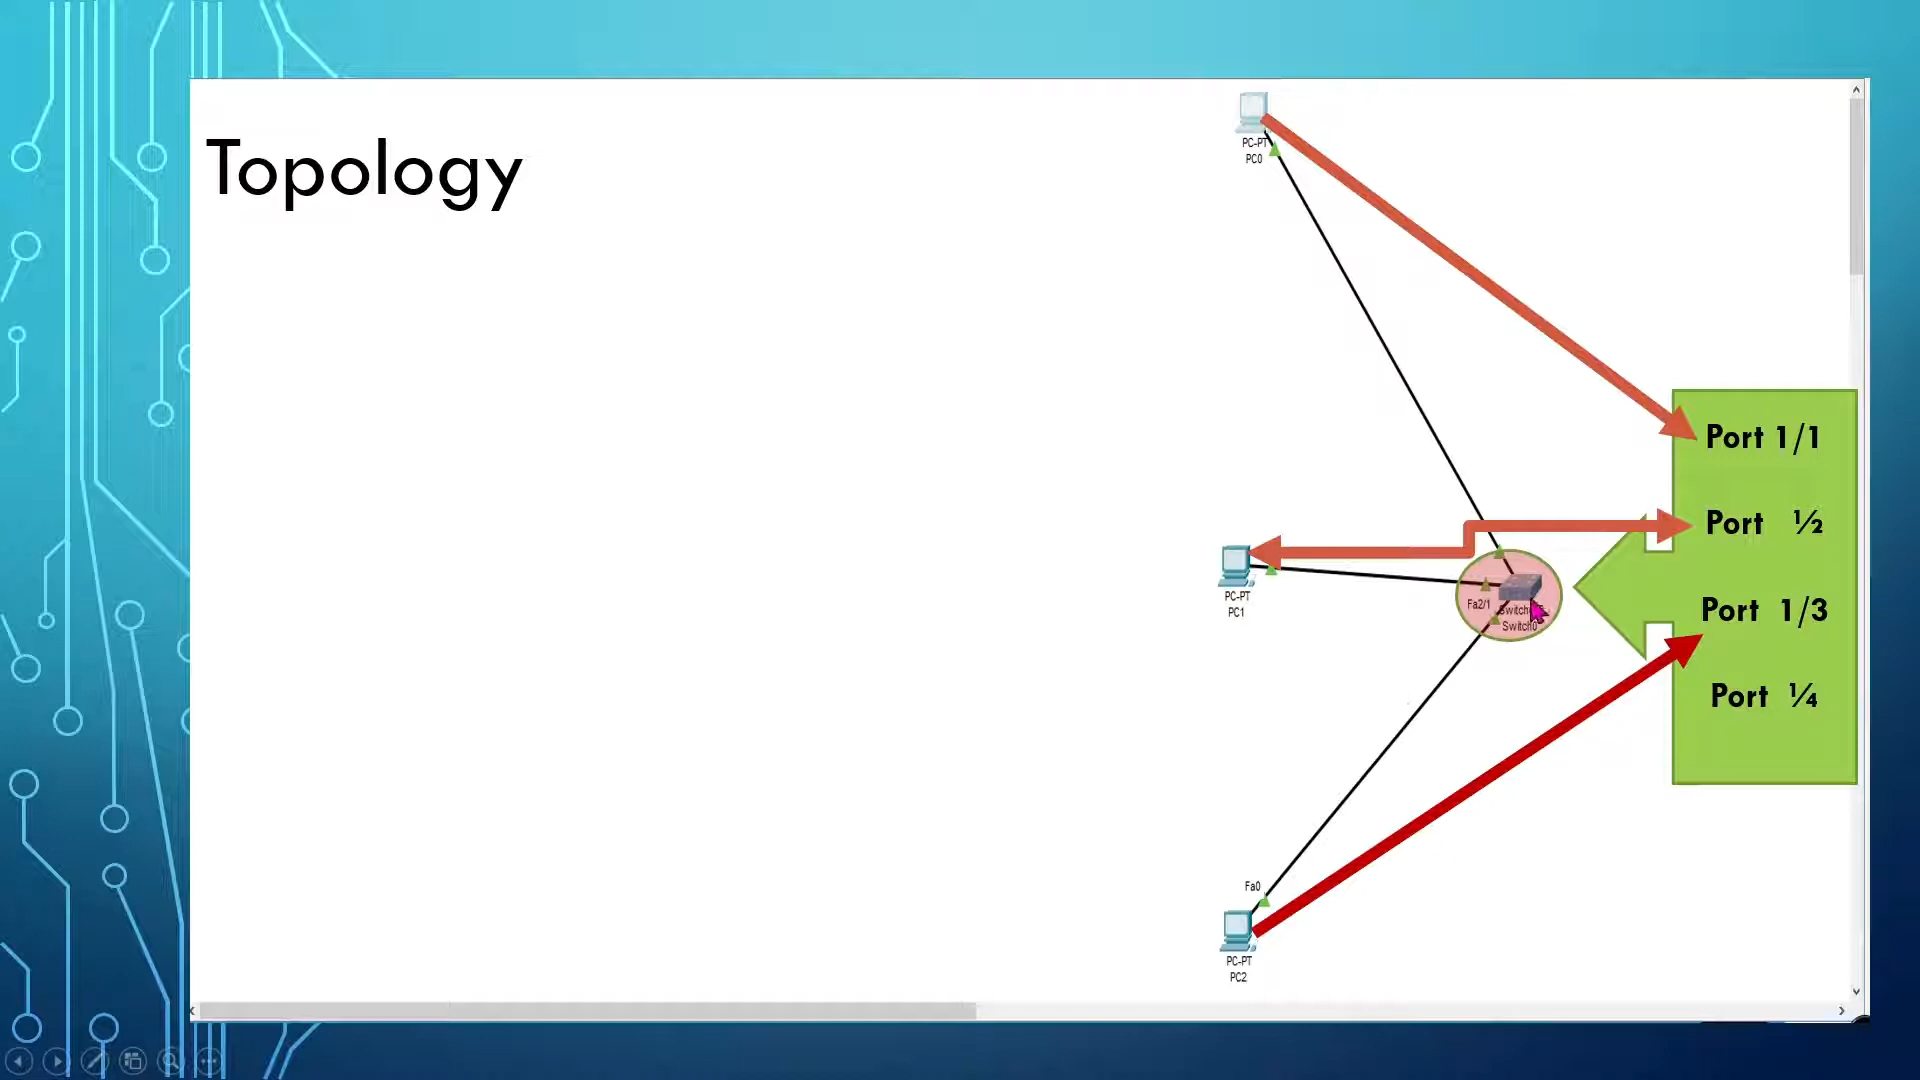 Topology
PC-PT
PC0
Port 1/1
Port ½
PC-PT
PC1
Fa2/1
Switch0
Port 1/3
Port ¼
Fa0
PC-PT
PC2